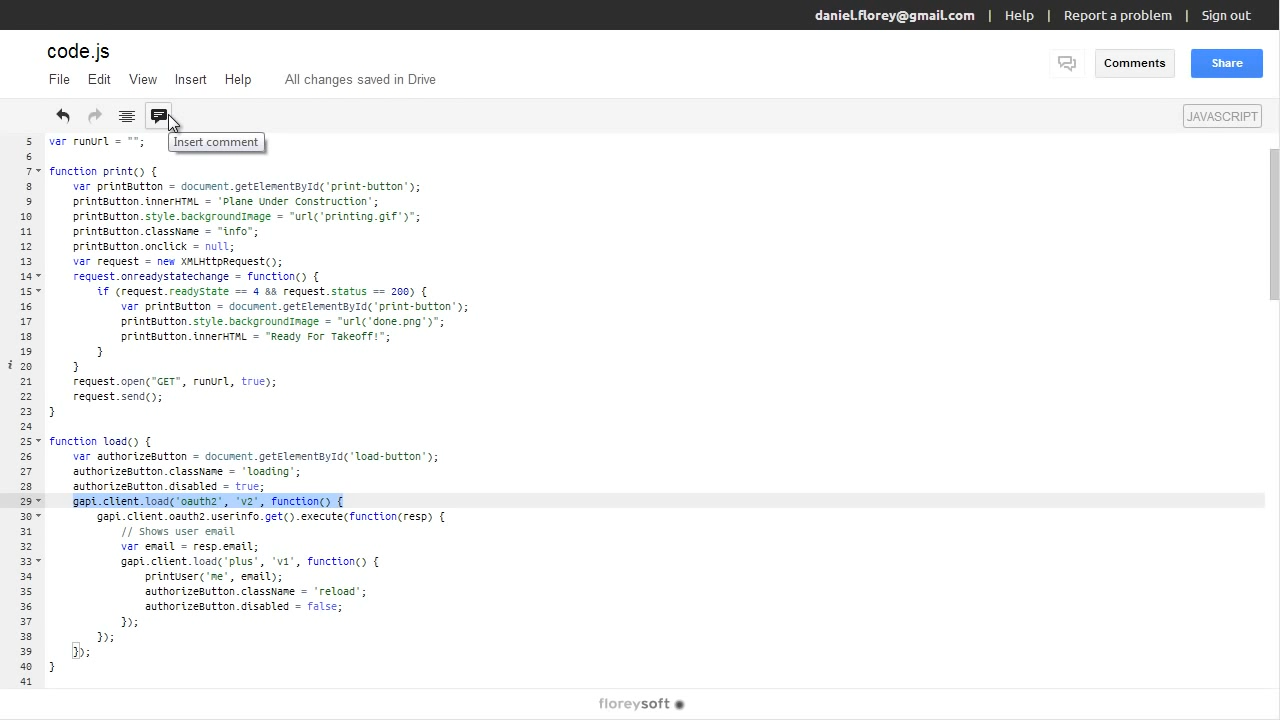 daniel.florey@gmail.com | Help | Report a problem | Sign out
code.js
File Edit View Insert Help All changes saved in Drive
Comments Share
JAVASCRIPT
Insert comment
5 var runUrl = "";
6
7 function print() {
8 var printButton = document.getElementById('print-button');
9 printButton.innerHTML = 'Plane Under Construction';
10 printButton.style.backgroundImage = "url('printing.gif')";
11 printButton.className = "info";
12 printButton.onclick = null;
13 var request = new XMLHttpRequest();
14 request.onreadystatechange = function() {
15 if (request.readyState == 4 && request.status == 200) {
16 var printButton = document.getElementById('print-button');
17 printButton.style.backgroundImage = "url('done.png')";
18 printButton.innerHTML = "Ready For Takeoff!";
19 }
i 20 }
21 request.open("GET", runUrl, true);
22 request.send();
23 }
24
25 function load() {
26 var authorizeButton = document.getElementById('load-button');
27 authorizeButton.className = 'loading';
28 authorizeButton.disabled = true;
29 gapi.client.load('oauth2', 'v2', function() {
30 gapi.client.oauth2.userinfo.get().execute(function(resp) {
31 // Shows user email
32 var email = resp.email;
33 gapi.client.load('plus', 'v1', function() {
34 printUser('me', email);
35 authorizeButton.className = 'reload';
36 authorizeButton.disabled = false;
37 });
38 });
39 });
40 }
41
floreysoft